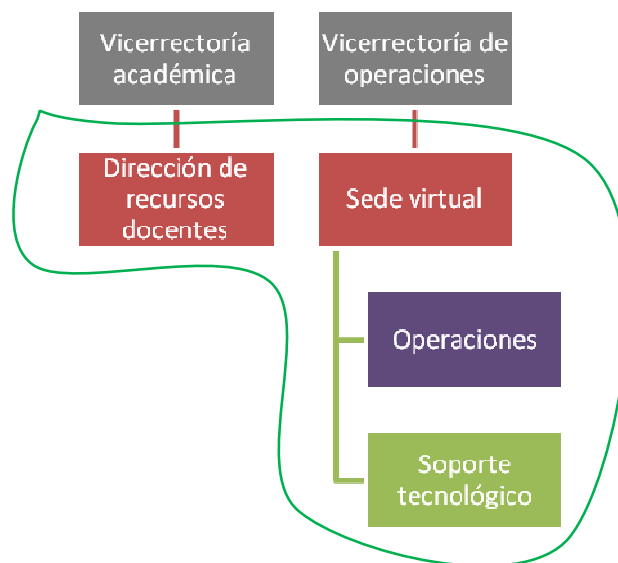 Vicerrectoría
académica
Vicerrectoría de
operaciones
Dirección de
recursos
docentes
Sede virtual
Operaciones
Soporte
tecnológico